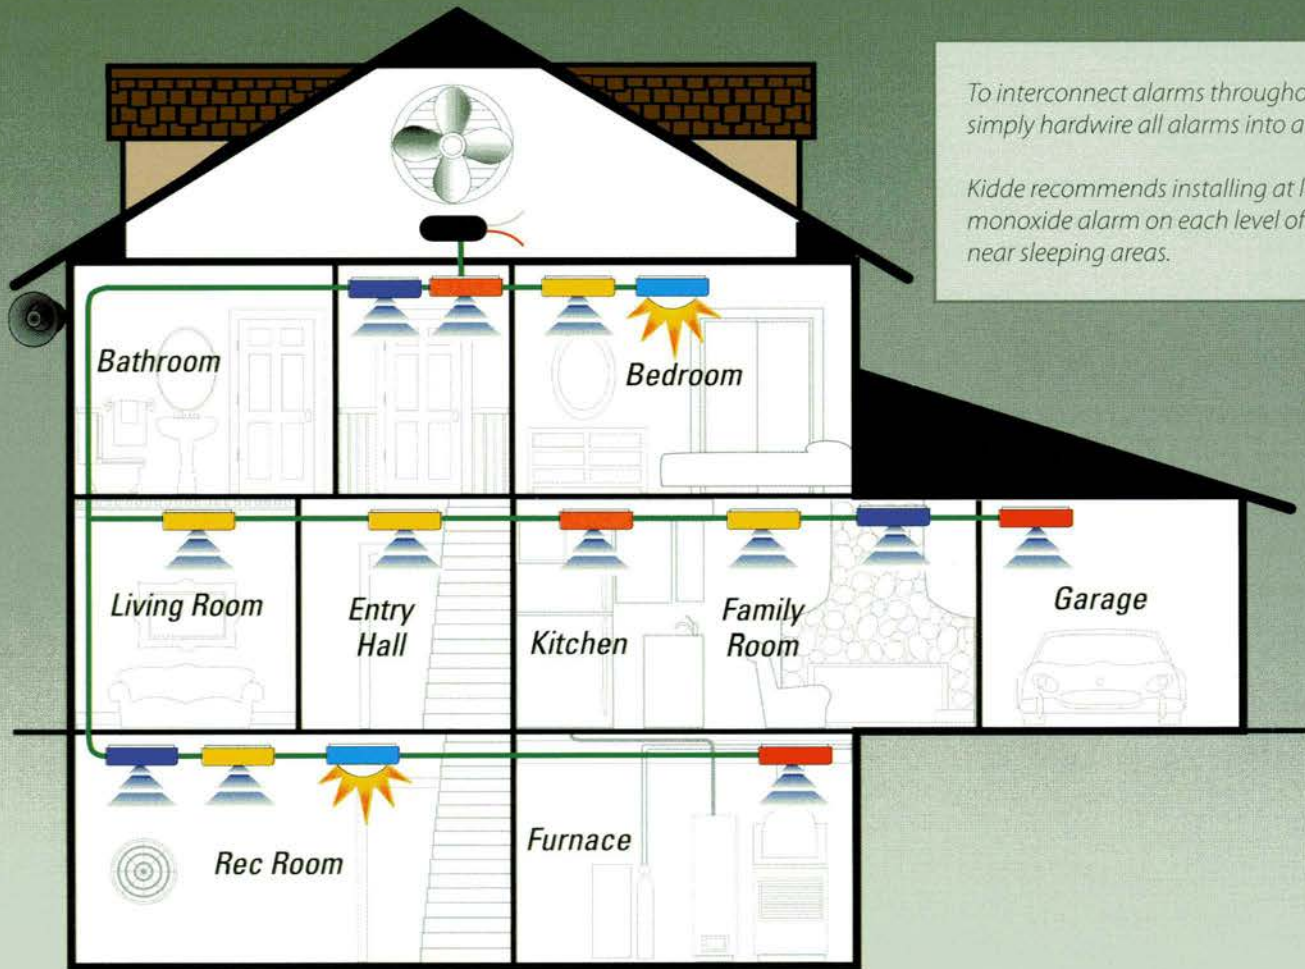 To interconnect alarms
simply hardwire all alarms into a
Kidde recommends installing at
monoxide alarm on each level of
near sleeping areas.
Bathroom
Bedroom
Living Room
Entry
Hall
Kitchen
Family
Room
Garage
Rec Room
Furnace